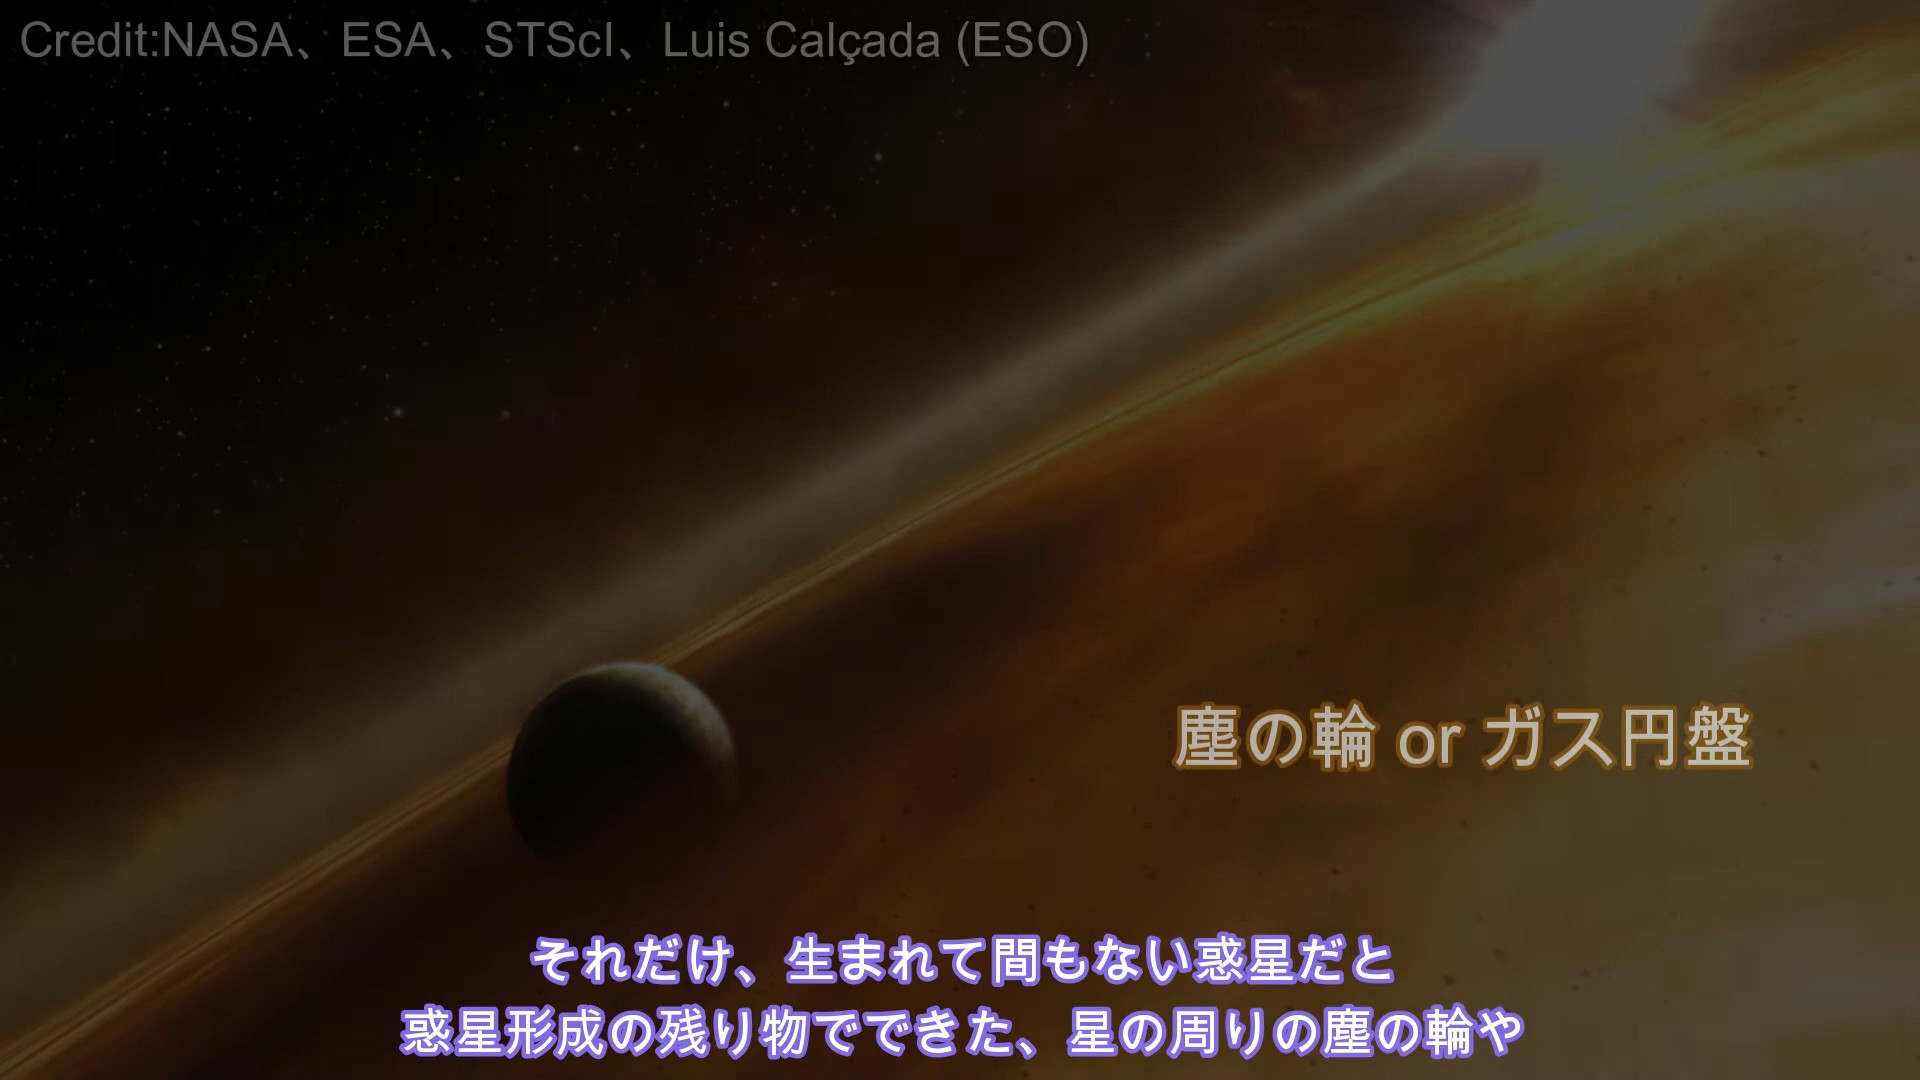 Credit:NASA、ESA、STScI、Luis Calçada (ESO)
塵の輪 or ガス円盤
それだけ、生まれて間もない惑星だと
惑星形成の残り物でできた、星の周りの塵の輪や